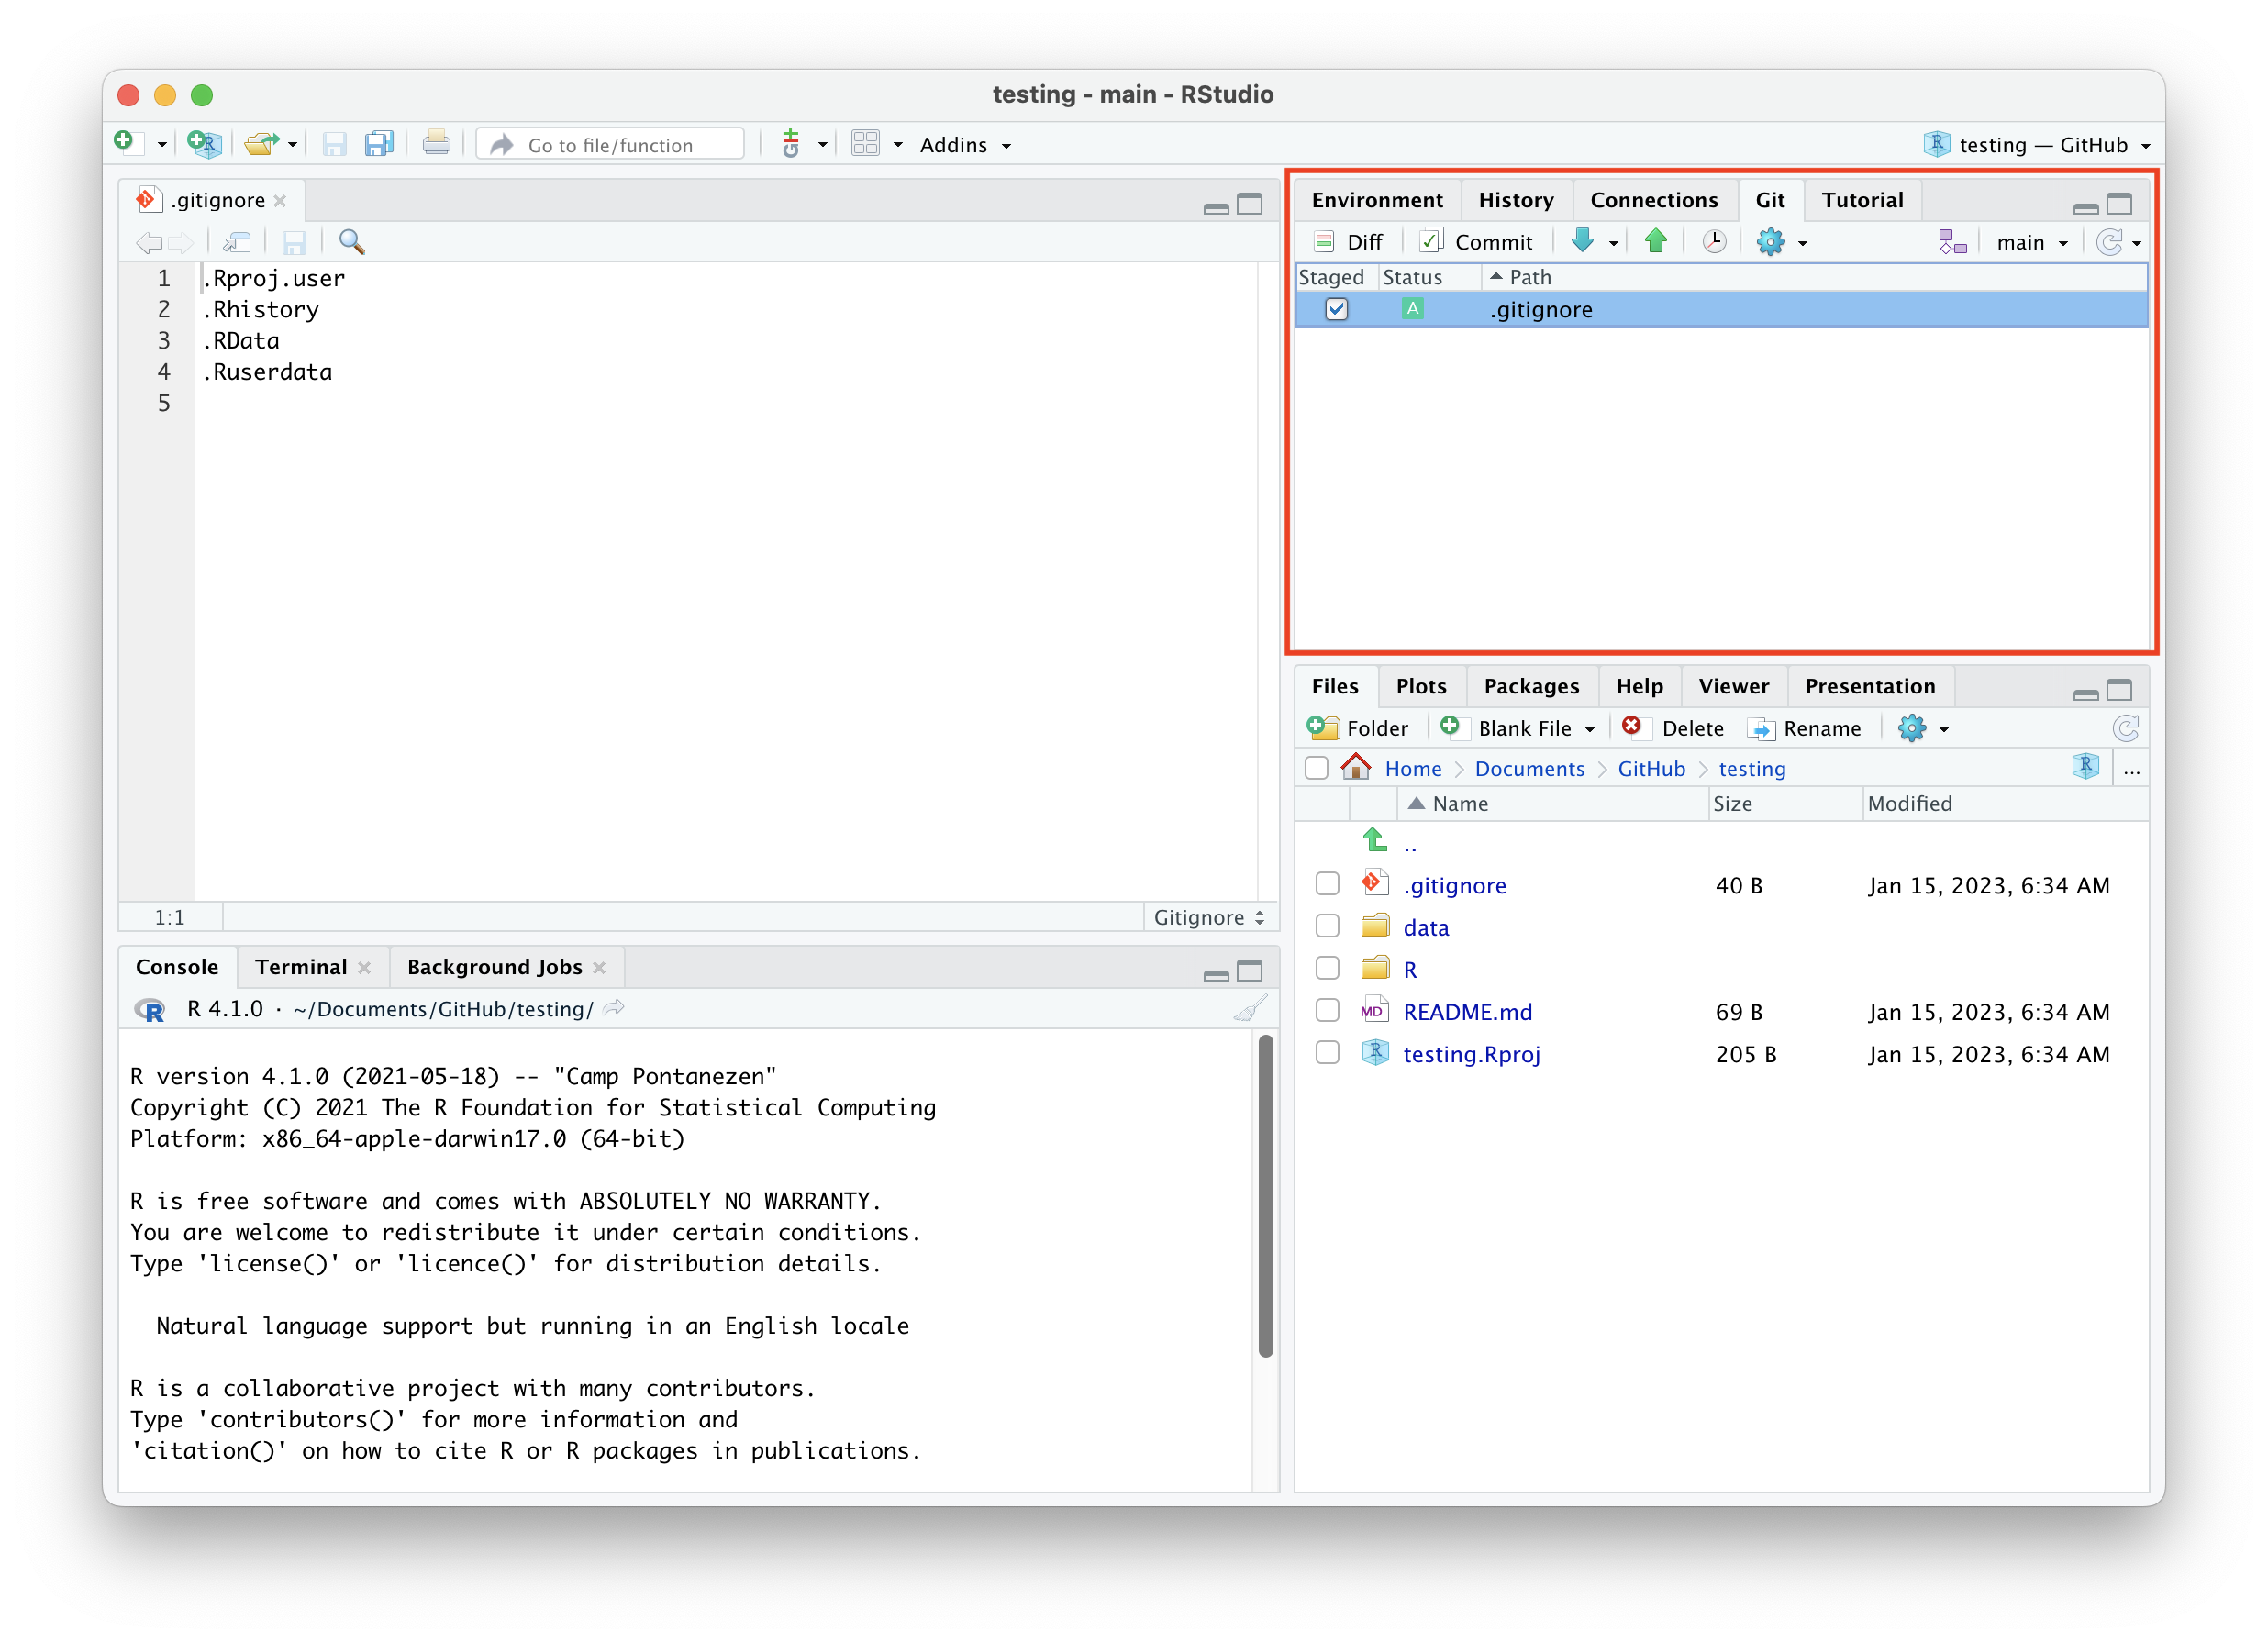 testing - main - RStudio
Go to file/function
Git
Addins
testing — GitHub
.gitignore
1 .Rproj.user
2 .Rhistory
3 .RData
4 .Ruserdata
5
1:1
Gitignore
Console Terminal Background Jobs
R 4.1.0 · ~/Documents/GitHub/testing/
R version 4.1.0 (2021-05-18) -- "Camp Pontanezen"
Copyright (C) 2021 The R Foundation for Statistical Computing
Platform: x86_64-apple-darwin17.0 (64-bit)
R is free software and comes with ABSOLUTELY NO WARRANTY.
You are welcome to redistribute it under certain conditions.
Type 'license()' or 'licence()' for distribution details.
Natural language support but running in an English locale
R is a collaborative project with many contributors.
Type 'contributors()' for more information and
'citation()' on how to cite R or R packages in publications.
Environment History Connections Git Tutorial
Diff Commit main
Staged Status Path
A .gitignore
Files Plots Packages Help Viewer Presentation
Folder Blank File Delete Rename
Home Documents GitHub testing ...
Name Size Modified
..
.gitignore 40 B Jan 15, 2023, 6:34 AM
data
R
MD README.md 69 B Jan 15, 2023, 6:34 AM
testing.Rproj 205 B Jan 15, 2023, 6:34 AM